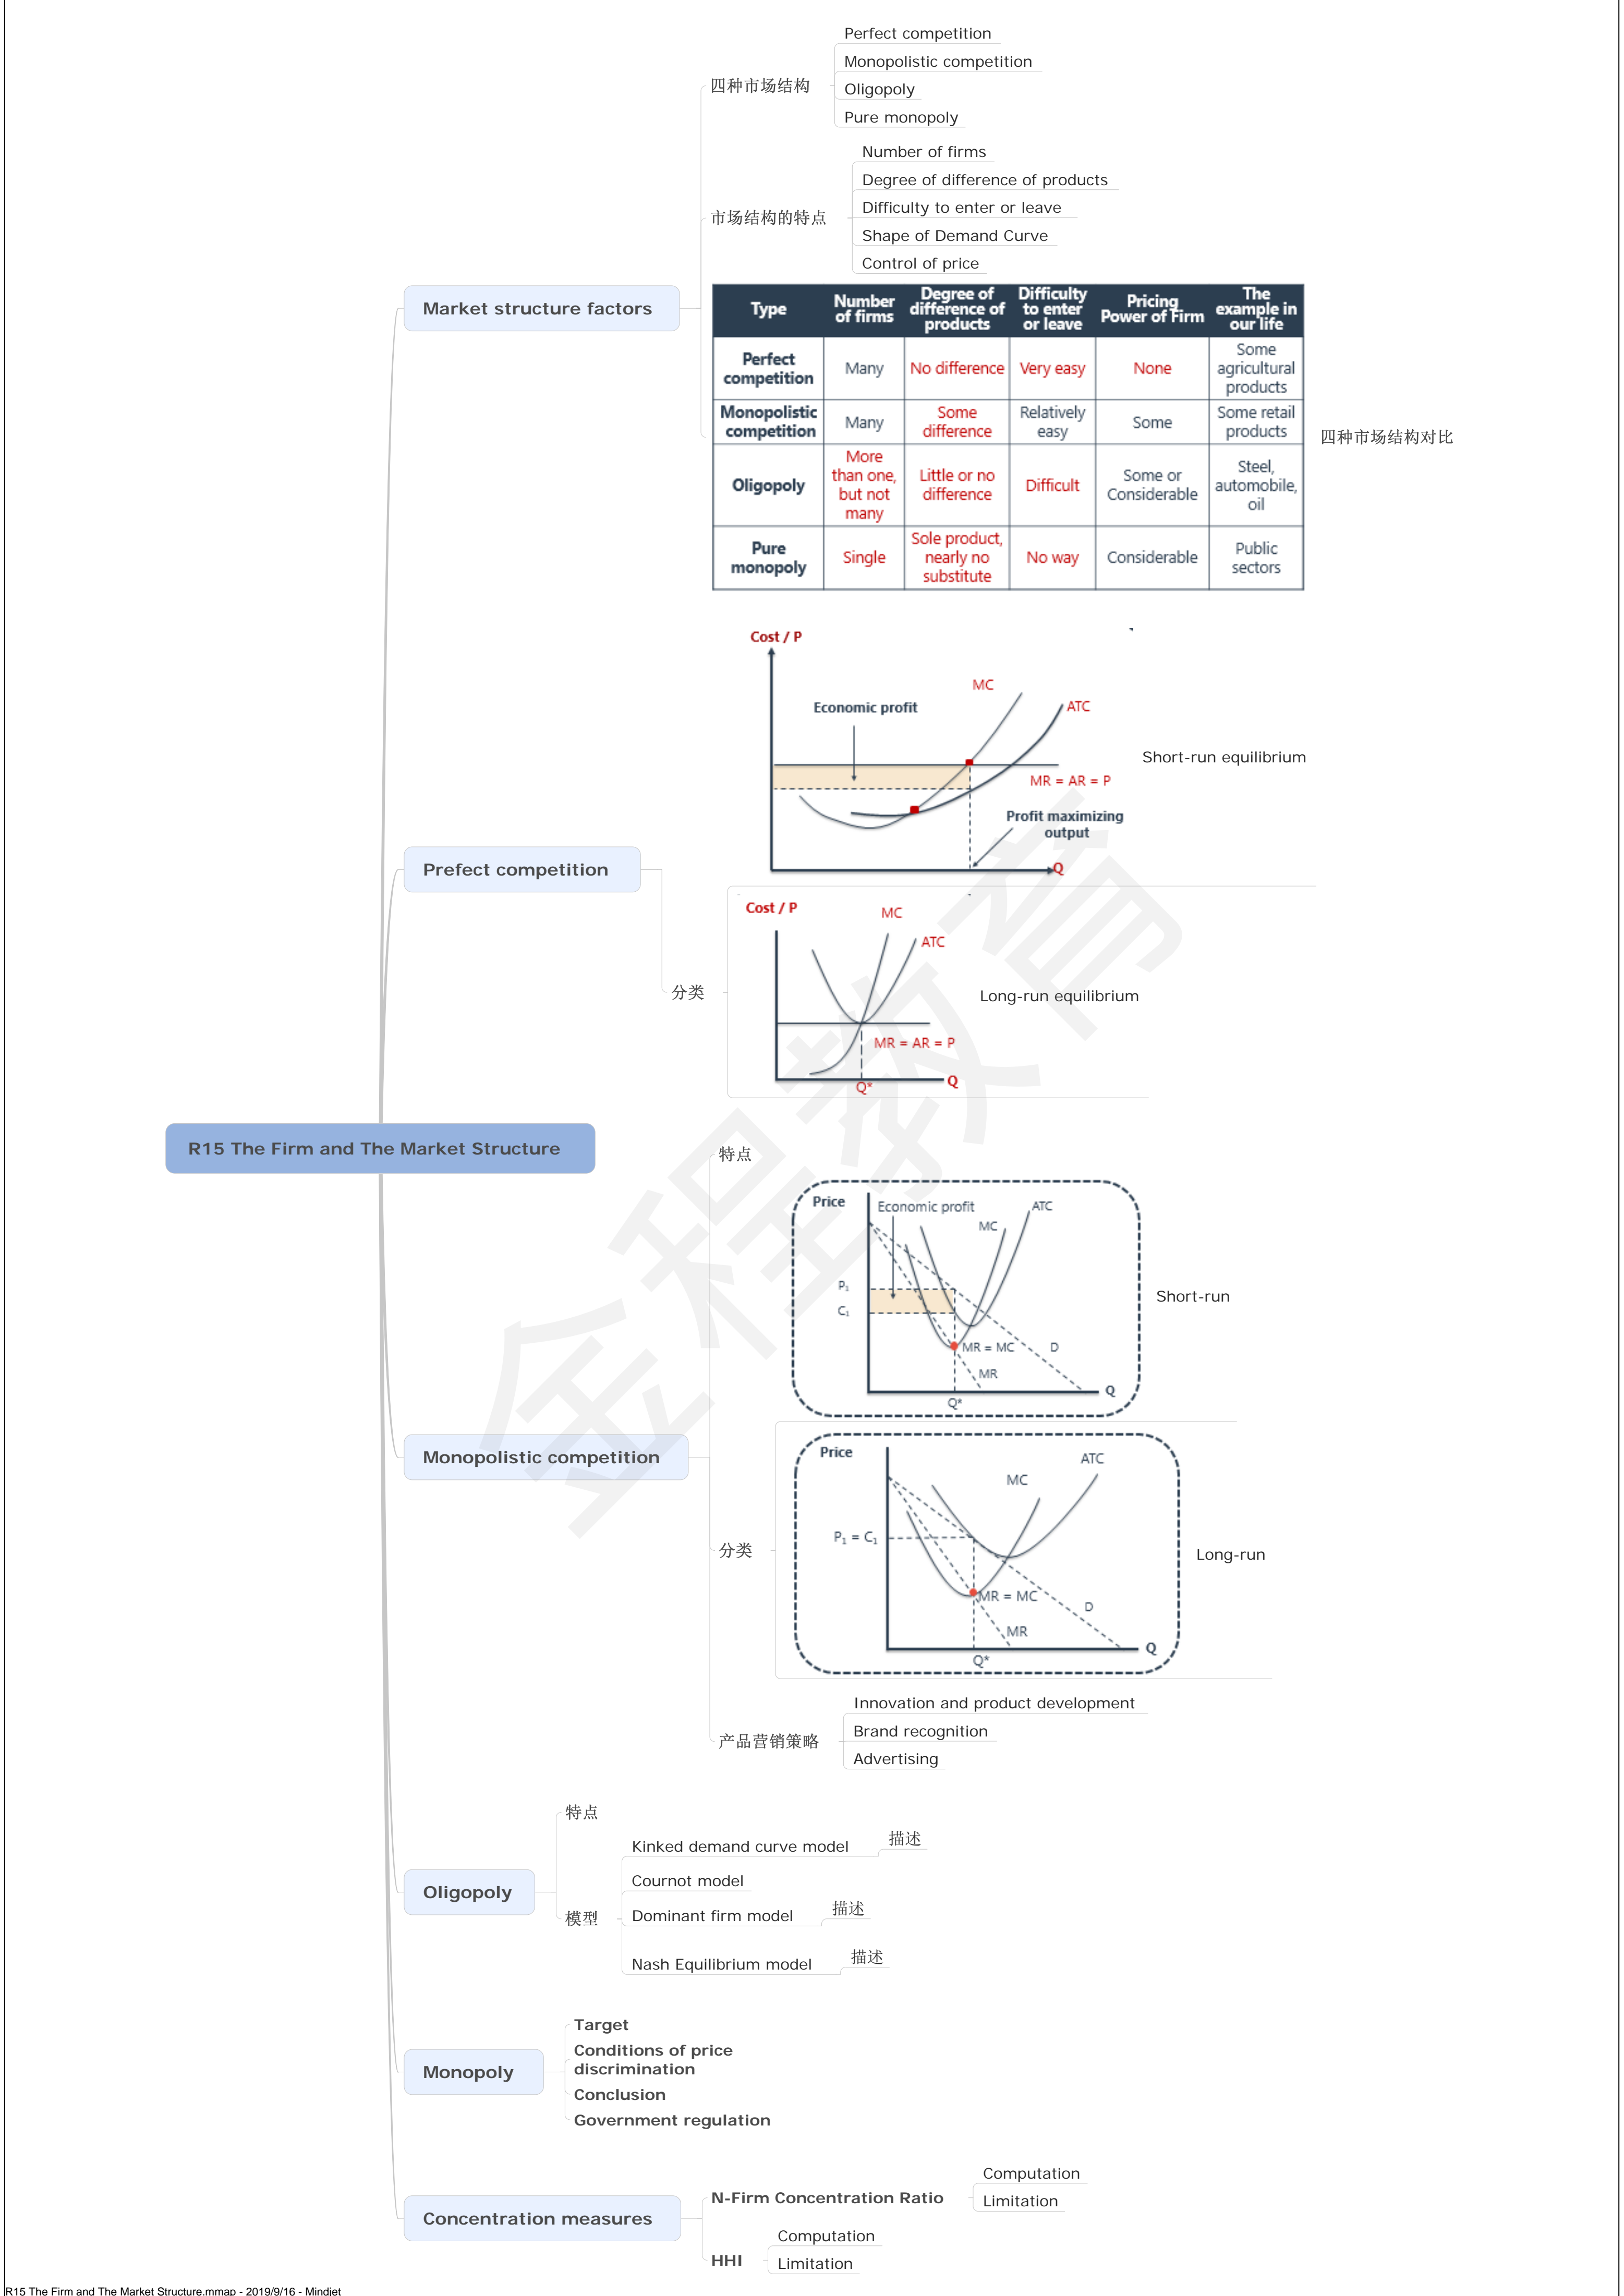 Perfect competition
Monopolistic competition
四种市场结构
Oligopoly
Pure monopoly
Number of firms
Degree of difference of products
市场结构的特点
Difficulty to enter or leave
Shape of Demand Curve
Control of price
Market structure factors
Type
Number
of firms
Degree of
difference of
products
Difficulty
to enter
or leave
Pricing
Power of Firm
The
example in
our life
Perfect
competition
Many
No difference
Very easy
None
Some
agricultural
products
Monopolistic
competition
Many
Some
difference
Relatively
easy
Some
Some retail
products
四种市场结构对比
Oligopoly
More
than one,
but not
many
Little or no
difference
Difficult
Some or
Considerable
Steel,
automobile,
oil
Pure
monopoly
Single
Sole product,
nearly no
substitute
No way
Considerable
Public
sectors
Cost / P
MC
ATC
Economic profit
Short-run equilibrium
MR = AR = P
Profit maximizing
output
Q
Prefect competition
分类
Cost / P
MC
ATC
Long-run equilibrium
MR = AR = P
Q*
Q
R15 The Firm and The Market Structure
特点
Price
Economic profit
MC
ATC
P₁
C₁
Short-run
MR = MC
D
MR
Q
Q*
Monopolistic competition
分类
Price
MC
ATC
P₁ = C₁
Long-run
MR = MC
D
MR
Q
Q*
产品营销策略
Innovation and product development
Brand recognition
Advertising
Oligopoly
特点
模型
Kinked demand curve model
描述
Cournot model
Dominant firm model
描述
Nash Equilibrium model
描述
Monopoly
Target
Conditions of price
discrimination
Conclusion
Government regulation
Concentration measures
N-Firm Concentration Ratio
Computation
Limitation
HHI
Computation
Limitation
金程教育
R15 The Firm and The Market Structure.mmap - 2019/9/16 - Mindjet